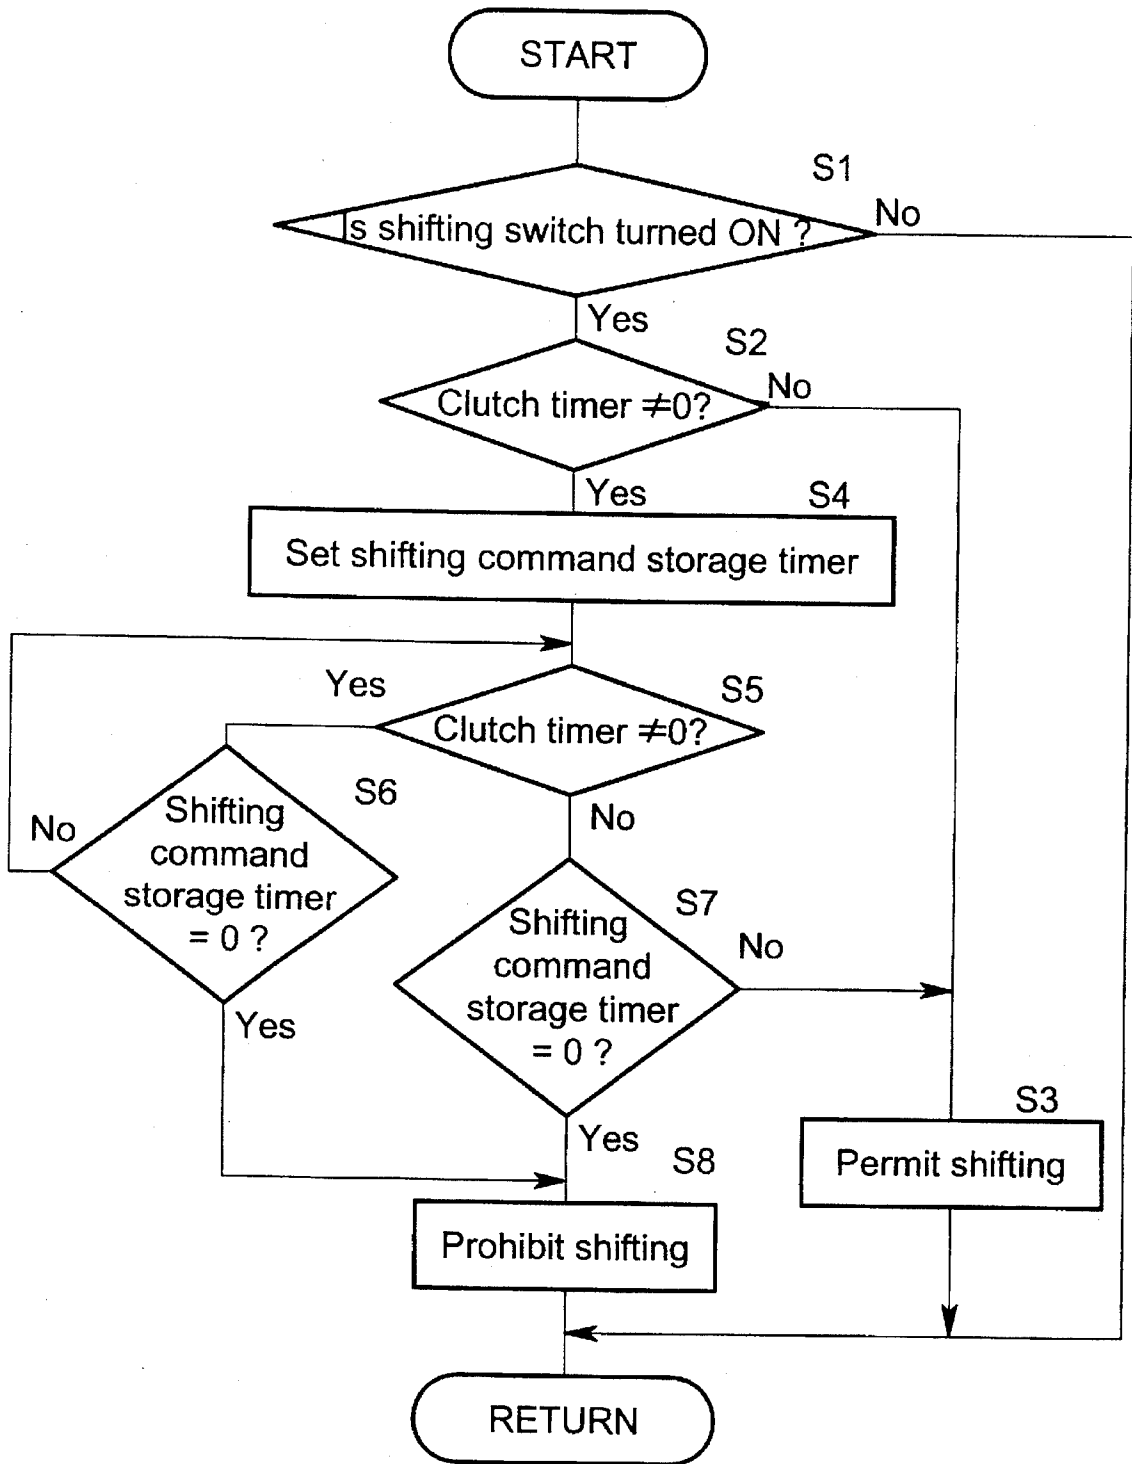 START
S1
Is shifting switch turned ON ?
No
Yes
S2
Clutch timer ≠0?
No
Yes
S4
Set shifting command storage timer
Yes
S5
Clutch timer ≠0?
S6
No
Shifting
command
storage timer
= 0 ?
No
S7
Shifting
command
storage timer
= 0 ?
No
Yes
S3
Permit shifting
Yes
S8
Prohibit shifting
RETURN